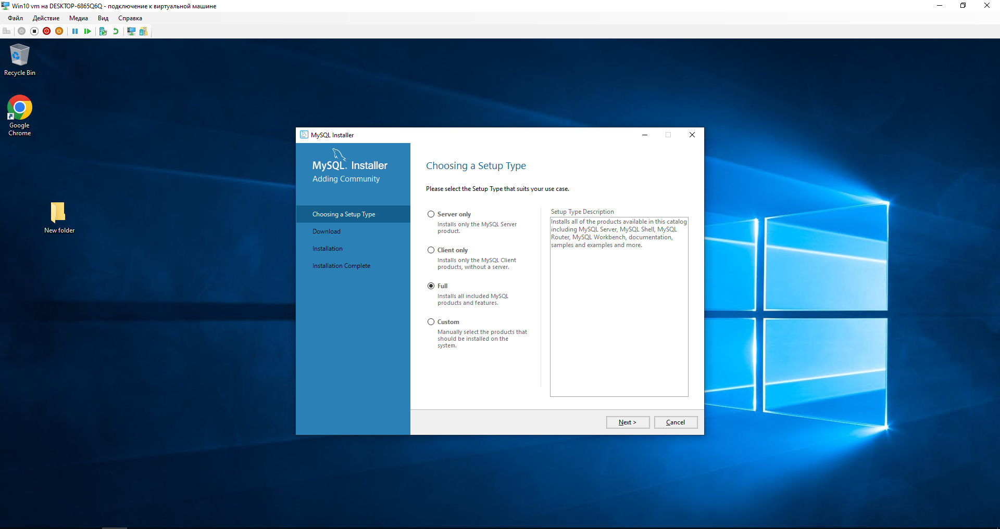 Win10 vm на DESKTOP-6865Q6Q - подключение к виртуальной машине
Файл Действие Медиа Вид Справка
Recycle Bin
Google
Chrome
New folder
MySQL Installer
MySQL. Installer
Adding Community
Choosing a Setup Type
Download
Installation
Installation Complete
Choosing a Setup Type
Please select the Setup Type that suits your use case.
Server only
Installs only the MySQL Server
product.
Client only
Installs only the MySQL Client
products, without a server.
Full
Installs all included MySQL
products and features.
Custom
Manually select the products that
should be installed on the
system.
Setup Type Description
Installs all of the products available in this catalog
including MySQL Server, MySQL Shell, MySQL
Router, MySQL Workbench, documentation,
samples and examples and more.
Next >
Cancel